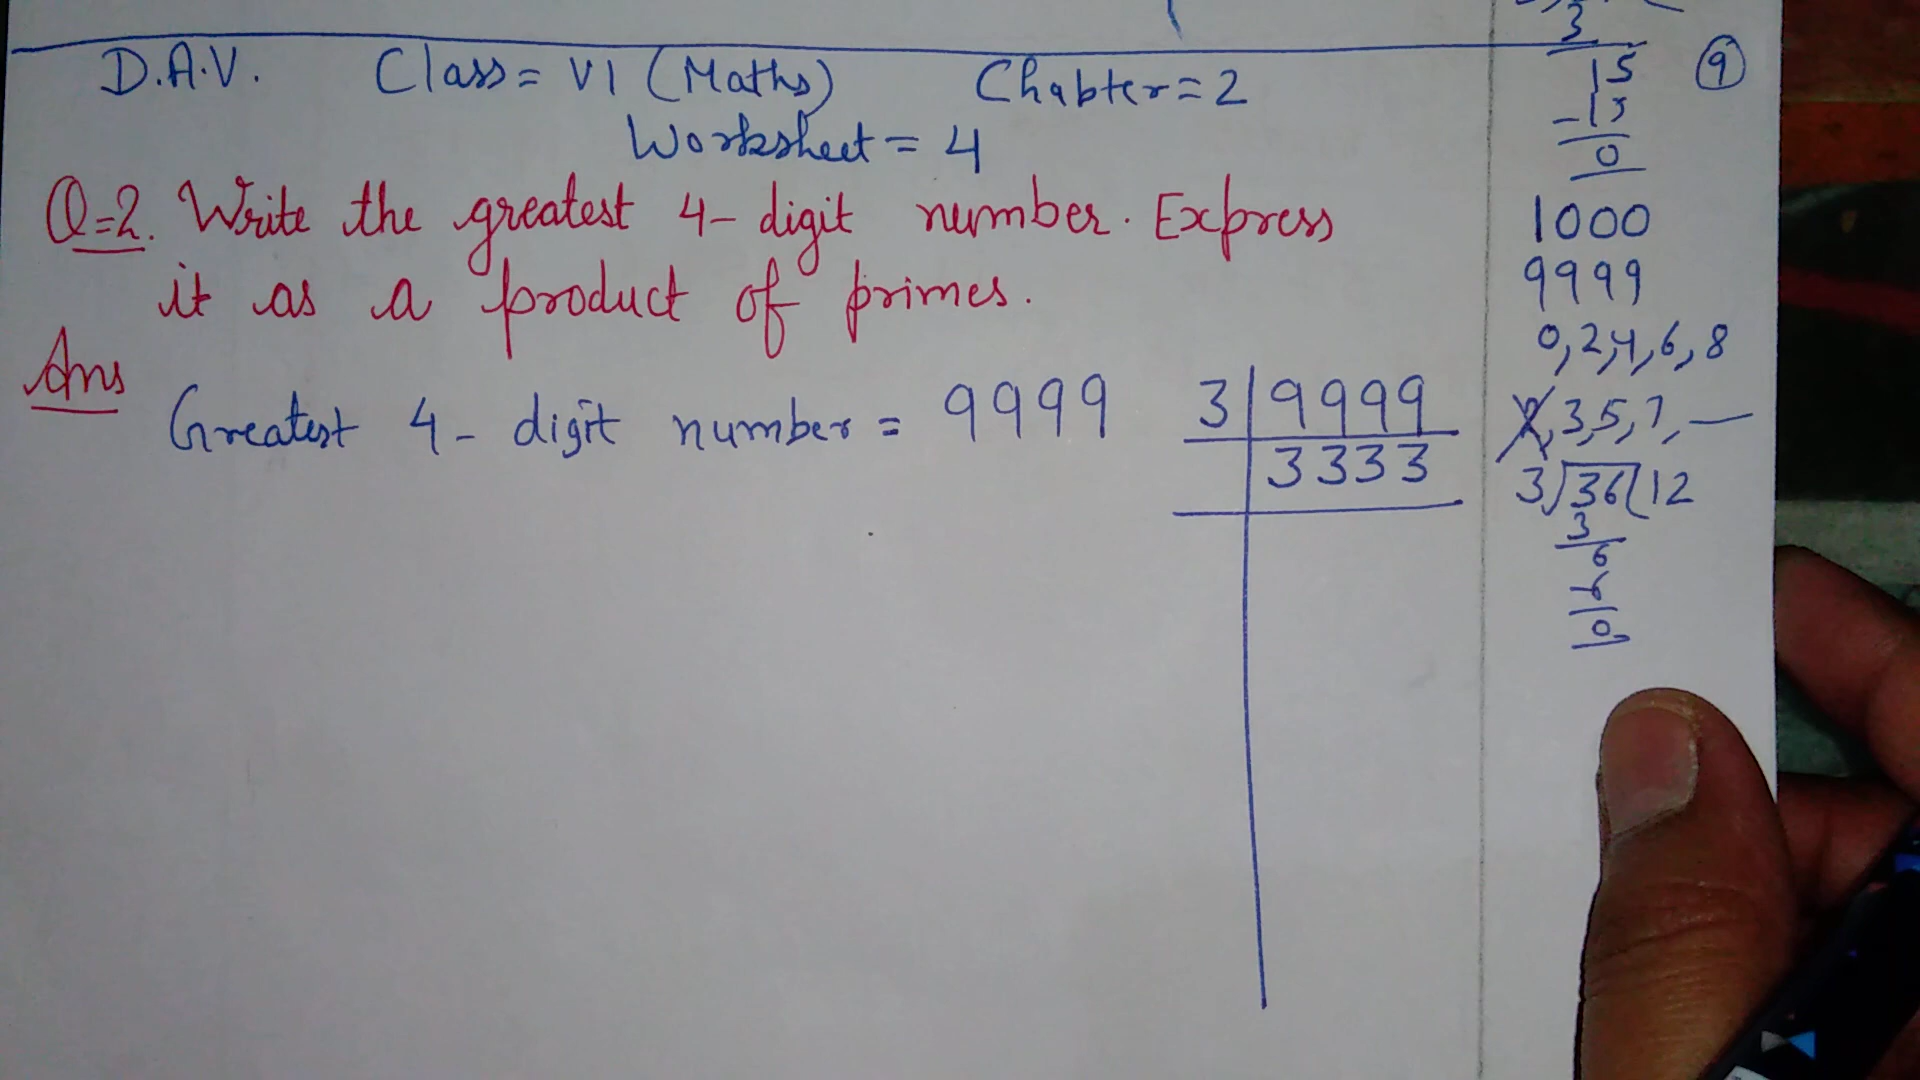 D.A.V. Class = VI (Maths) Chabter = 2
Worksheet = 4
Q=2. Write the greatest 4-digit number. Express
it as a product of primes.
Ans
Greatest 4-digit number = 9999
3 9999
3333
3
15
-15
0
9
1000
9999
0,2,4,6,8
2,3,5,7,—
3)36(12
3
6
6
0